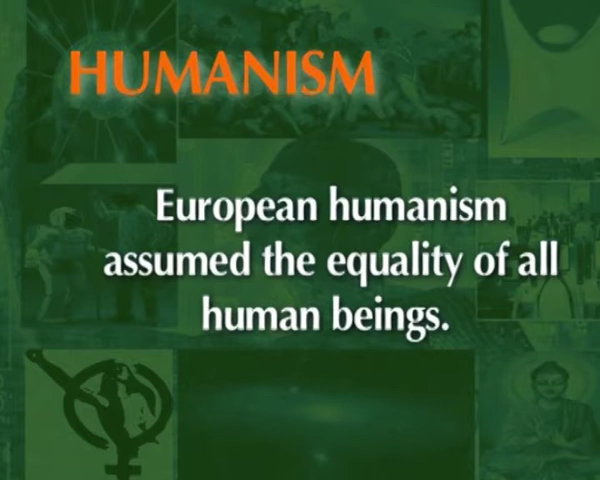 HUMANISM
European humanism
assumed the equality of all
human beings.